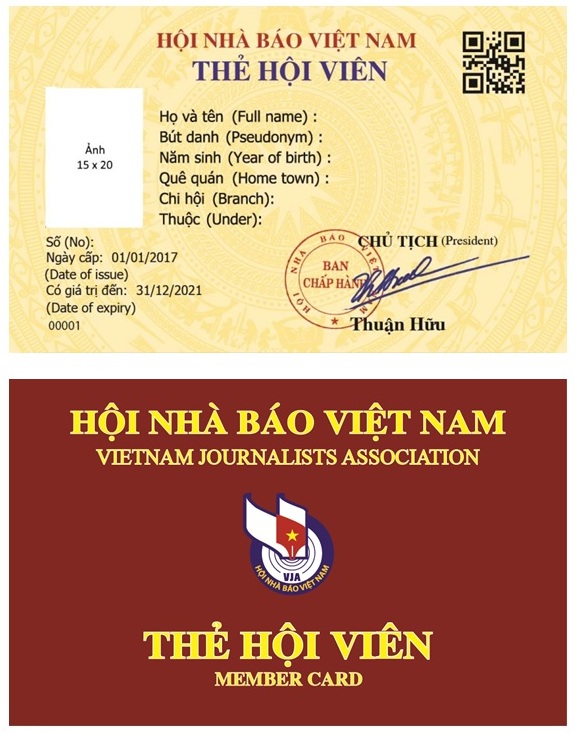 HỘI NHÀ BÁO VIỆT NAM
THẺ HỘI VIÊN
Ảnh
15 x 20
Họ và tên (Full name) :
Bút danh (Pseudonym) :
Năm sinh (Year of birth) :
Quê quán (Home town) :
Chi hội (Branch):
Thuộc (Under):
Số (No):
Ngày cấp: 01/01/2017
(Date of issue)
Có giá trị đến: 31/12/2021
(Date of expiry)
00001
CHỦ TỊCH (President)
HỘI NHÀ BÁO VIỆT NAM
BAN
CHẤP HÀNH
Thuận Hữu
HỘI NHÀ BÁO VIỆT NAM
VIETNAM JOURNALISTS ASSOCIATION
VJA
HỘI NHÀ BÁO VIỆT NAM
THẺ HỘI VIÊN
MEMBER CARD